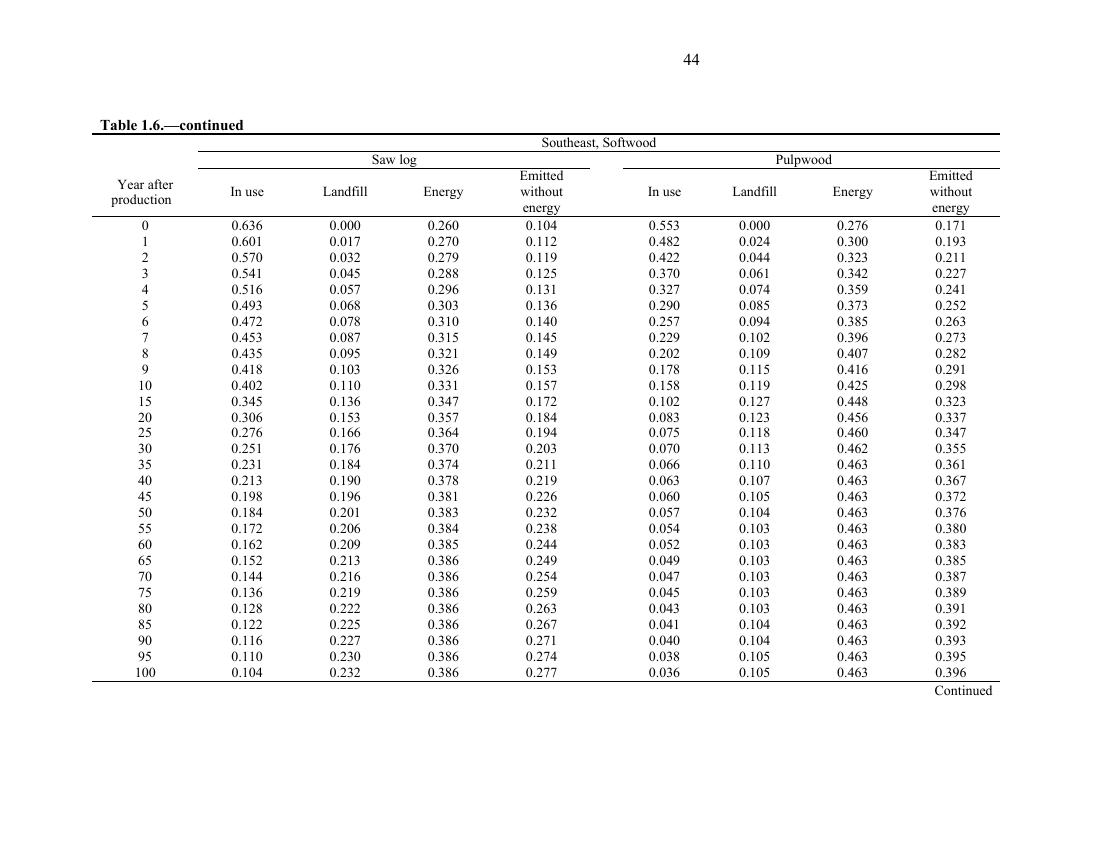 44
Table 1.6.—continued
Southeast, Softwood
Saw log Pulpwood
Year after production In use Landfill Energy Emitted without energy In use Landfill Energy Emitted without energy
0 0.636 0.000 0.260 0.104 0.553 0.000 0.276 0.171
1 0.601 0.017 0.270 0.112 0.482 0.024 0.300 0.193
2 0.570 0.032 0.279 0.119 0.422 0.044 0.323 0.211
3 0.541 0.045 0.288 0.125 0.370 0.061 0.342 0.227
4 0.516 0.057 0.296 0.131 0.327 0.074 0.359 0.241
5 0.493 0.068 0.303 0.136 0.290 0.085 0.373 0.252
6 0.472 0.078 0.310 0.140 0.257 0.094 0.385 0.263
7 0.453 0.087 0.315 0.145 0.229 0.102 0.396 0.273
8 0.435 0.095 0.321 0.149 0.202 0.109 0.407 0.282
9 0.418 0.103 0.326 0.153 0.178 0.115 0.416 0.291
10 0.402 0.110 0.331 0.157 0.158 0.119 0.425 0.298
15 0.345 0.136 0.347 0.172 0.102 0.127 0.448 0.323
20 0.306 0.153 0.357 0.184 0.083 0.123 0.456 0.337
25 0.276 0.166 0.364 0.194 0.075 0.118 0.460 0.347
30 0.251 0.176 0.370 0.203 0.070 0.113 0.462 0.355
35 0.231 0.184 0.374 0.211 0.066 0.110 0.463 0.361
40 0.213 0.190 0.378 0.219 0.063 0.107 0.463 0.367
45 0.198 0.196 0.381 0.226 0.060 0.105 0.463 0.372
50 0.184 0.201 0.383 0.232 0.057 0.104 0.463 0.376
55 0.172 0.206 0.384 0.238 0.054 0.103 0.463 0.380
60 0.162 0.209 0.385 0.244 0.052 0.103 0.463 0.383
65 0.152 0.213 0.386 0.249 0.049 0.103 0.463 0.385
70 0.144 0.216 0.386 0.254 0.047 0.103 0.463 0.387
75 0.136 0.219 0.386 0.259 0.045 0.103 0.463 0.389
80 0.128 0.222 0.386 0.263 0.043 0.103 0.463 0.391
85 0.122 0.225 0.386 0.267 0.041 0.104 0.463 0.392
90 0.116 0.227 0.386 0.271 0.040 0.104 0.463 0.393
95 0.110 0.230 0.386 0.274 0.038 0.105 0.463 0.395
100 0.104 0.232 0.386 0.277 0.036 0.105 0.463 0.396
Continued